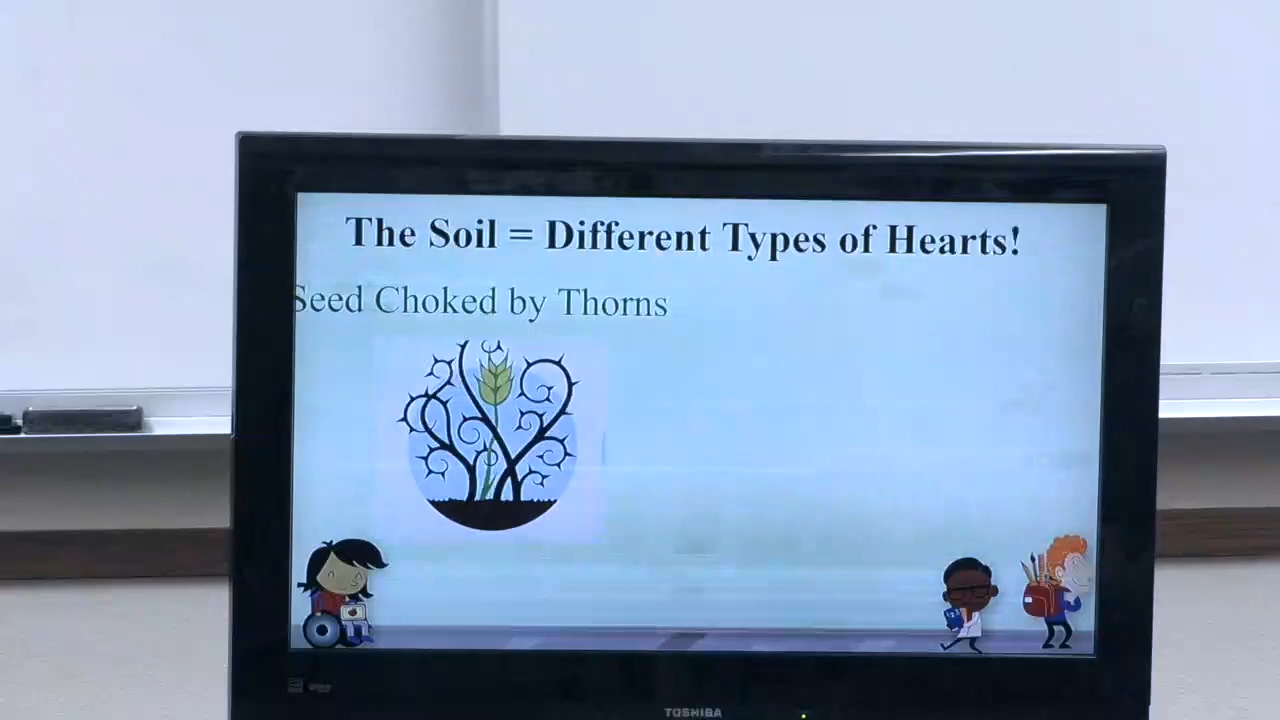 The Soil = Different Types of Hearts!
Seed Choked by Thorns
TOSHIBA